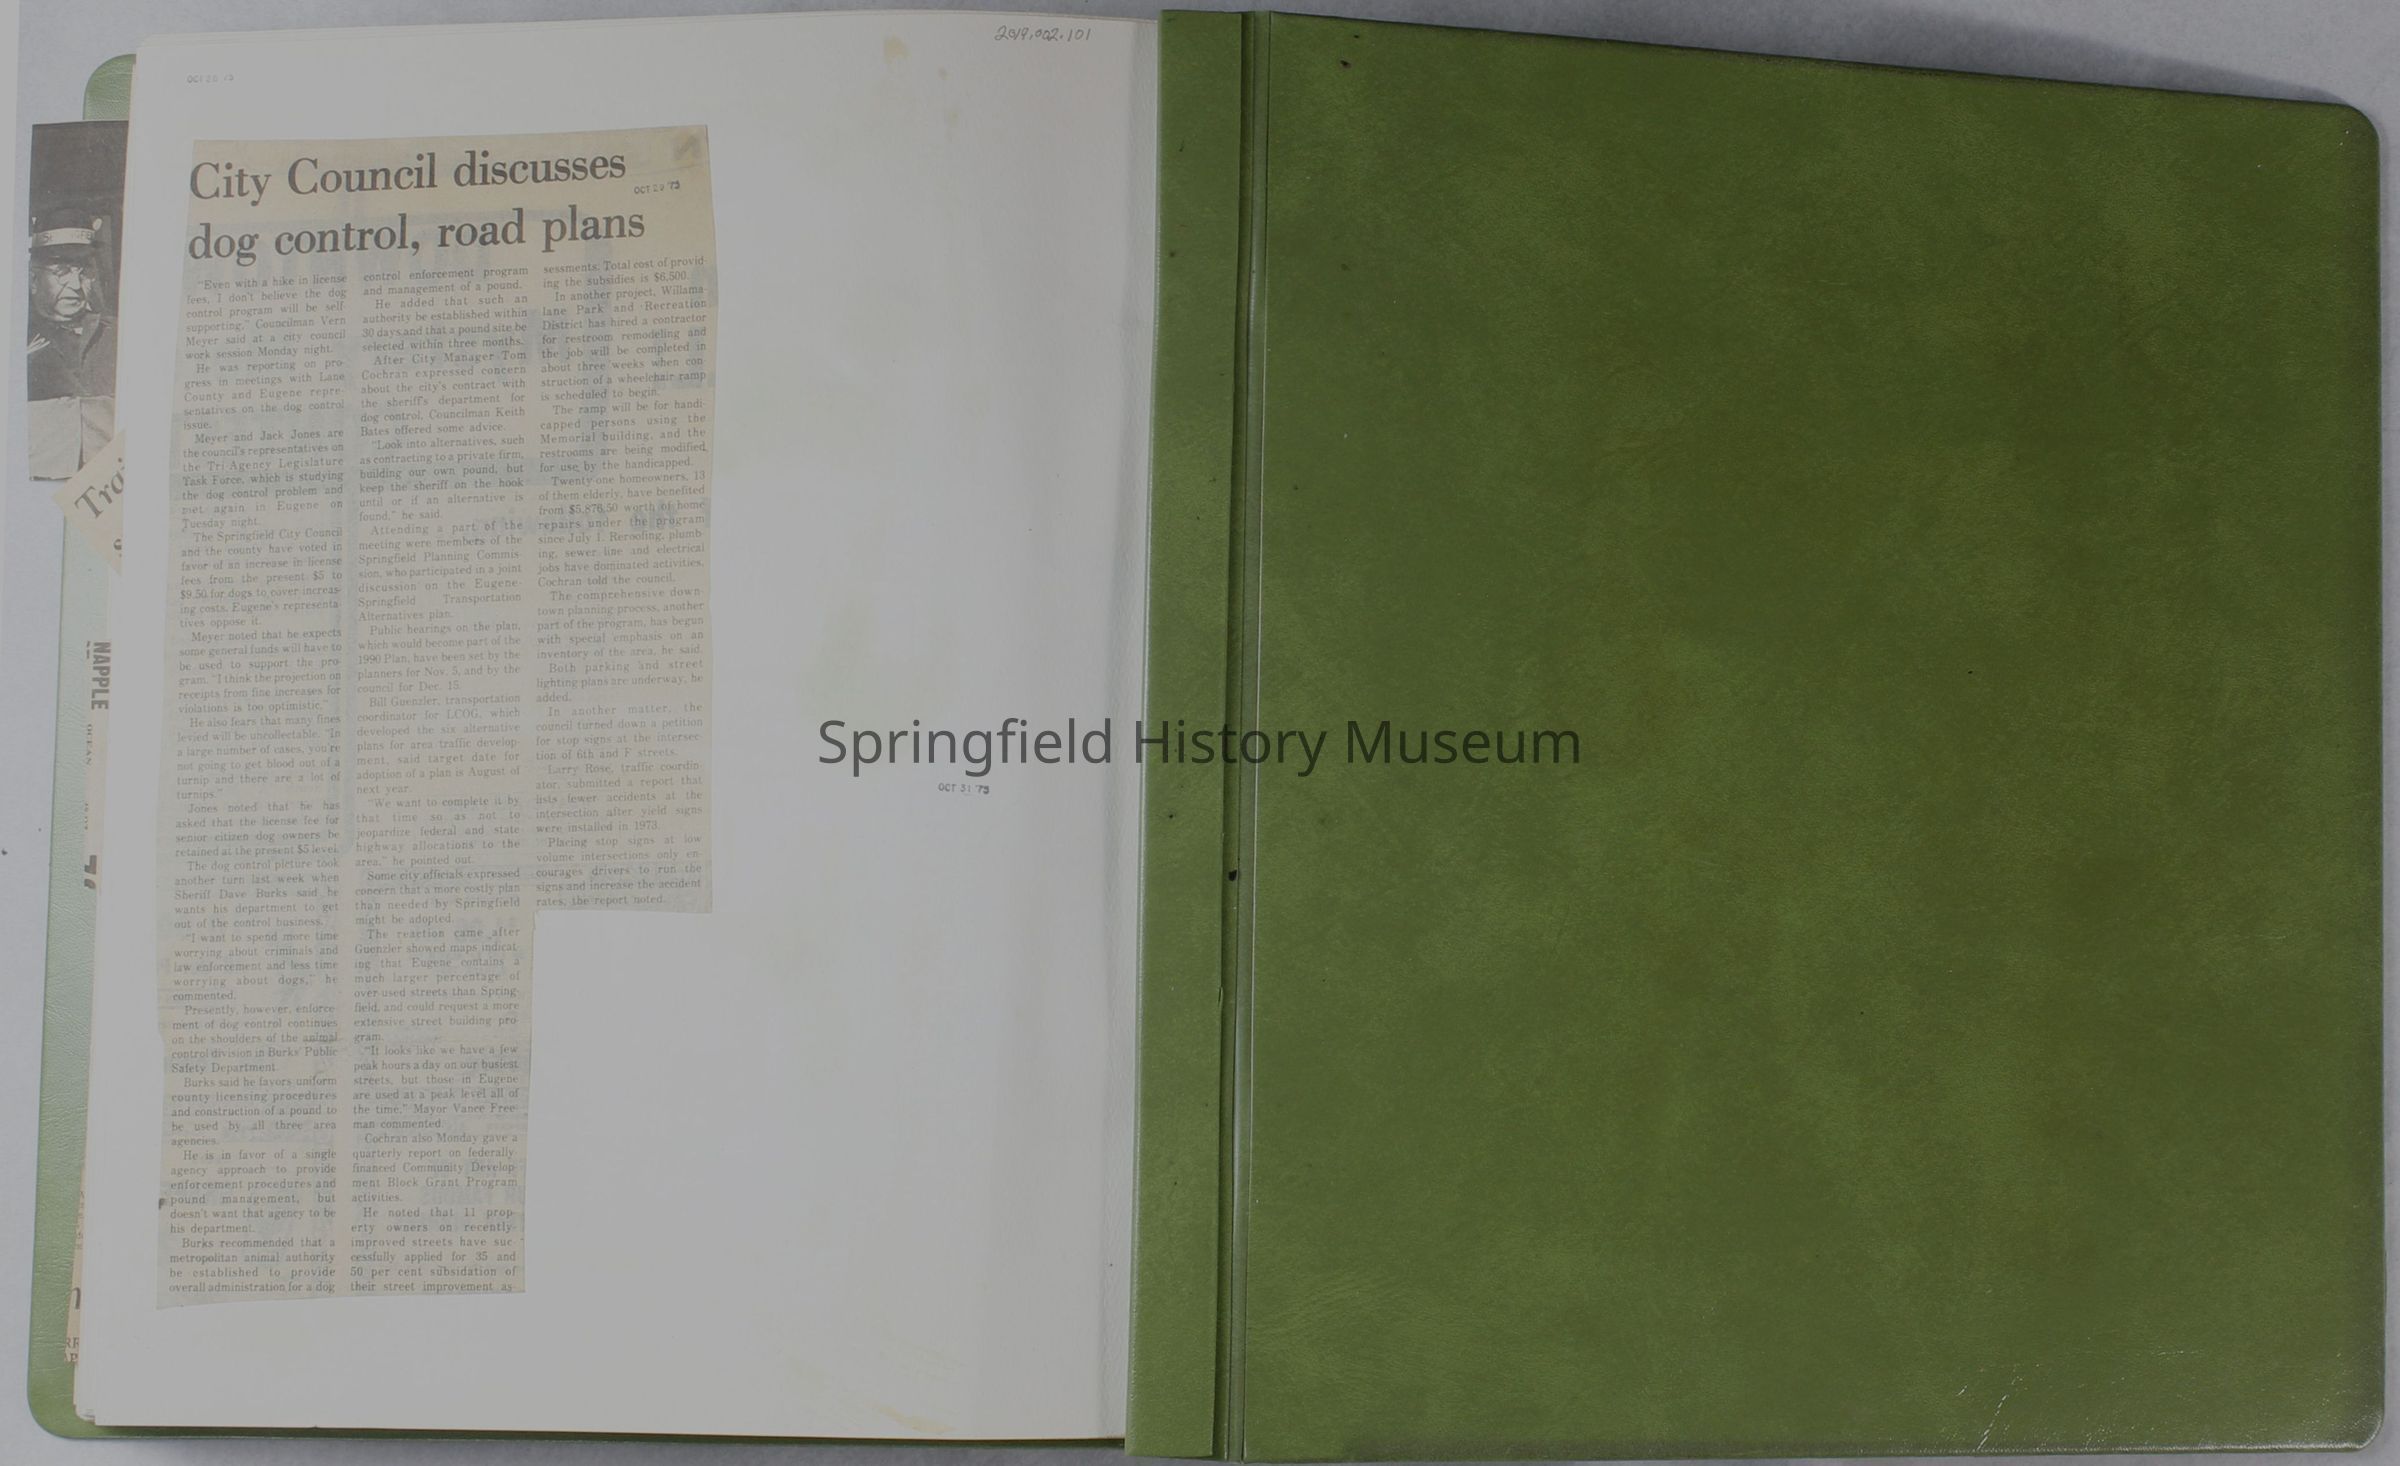 2019.002.101
OCT 29 '75
City Council discusses
dog control, road plans
"Even with a hike in license
fees, I don't believe the dog
control program will be self-
supporting," Councilman Vern
Meyer said at a city council
work session Monday night.
He was reporting on pro-
gress in meetings with Lane
County and Eugene repre-
sentatives on the dog control
issue.
Meyer and Jack Jones are
the council's representatives on
the Tri-Agency Legislature
Task Force, which is studying
the dog control problem and
met again in Eugene on
Tuesday night.
The Springfield City Council
and the county have voted in
favor of an increase in license
fees from the present $5 to
$9.50 for dogs to cover increas-
ing costs. Eugene's representa-
tives oppose it.
Meyer noted that he expects
some general funds will have to
be used to support the pro-
gram. "I think the projection on
receipts from fine increases for
violations is too optimistic."
He also fears that many fines
levied will be uncollectable. "In
a large number of cases, you're
not going to get blood out of a
turnip and there are a lot of
turnips."
Jones noted that he has
asked that the license fee for
senior citizen dog owners be
retained at the present $5 level.
The dog control picture took
another turn last week when
Sheriff Dave Burks said he
wants his department to get
out of the control business.
"I want to spend more time
worrying about criminals and
law enforcement and less time
worrying about dogs," he
commented.
Presently, however, enforce-
ment of dog control continues
on the shoulders of the animal
control division in Burks' Public
Safety Department.
Burks said he favors uniform
county licensing procedures
and construction of a pound to
be used by all three area
agencies.
He is in favor of a single
agency approach to provide
enforcement procedures and
pound management, but
doesn't want that agency to be
his department.
Burks recommended that a
metropolitan animal authority
be established to provide
overall administration for a dog
control enforcement program
and management of a pound.
He added that such an
authority be established within
30 days and that a pound site be
selected within three months.
After City Manager Tom
Cochran expressed concern
about the city's contract with
the sheriff's department for
dog control, Councilman Keith
Bates offered some advice.
"Look into alternatives, such
as contracting to a private firm,
building our own pound, but
keep the sheriff on the hook
until or if an alternative is
found," he said.
Attending a part of the
meeting were members of the
Springfield Planning Commis-
sion, who participated in a joint
discussion on the Eugene-
Springfield Transportation
Alternatives plan.
Public hearings on the plan,
which would become part of the
1990 Plan, have been set by the
planners for Nov. 5, and by the
council for Dec. 15.
Bill Guenzler, transportation
coordinator for LCOG, which
developed the six alternative
plans for area traffic develop-
ment, said target date for
adoption of a plan is August of
next year.
"We want to complete it by
that time so as not to
jeopardize federal and state
highway allocations to the
area," he pointed out.
Some city officials expressed
concern that a more costly plan
than needed by Springfield
might be adopted.
The reaction came after
Guenzler showed maps indicat-
ing that Eugene contains a
much larger percentage of
over-used streets than Spring-
field, and could request a more
extensive street building pro-
gram.
"It looks like we have a few
peak hours a day on our busiest
streets, but those in Eugene
are used at a peak level all of
the time," Mayor Vance Free-
man commented.
Cochran also Monday gave a
quarterly report on federally-
financed Community Develop-
ment Block Grant Program
activities.
He noted that 11 prop-
erty owners on recently-
improved streets have suc-
cessfully applied for 35 and
50 per cent subsidation of
their street improvement as-
sessments. Total cost of provid-
ing the subsidies is $6,500.
In another project, Willama-
lane Park and Recreation
District has hired a contractor
for restroom remodeling and
the job will be completed in
about three weeks when con-
struction of a wheelchair ramp
is scheduled to begin.
The ramp will be for handi-
capped persons using the
Memorial building, and the
restrooms are being modified
for use by the handicapped.
Twenty-one homeowners, 13
of them elderly, have benefited
from $5,876.50 worth of home
repairs under the program
since July 1. Reroofing, plumb-
ing, sewer line and electrical
jobs have dominated activities,
Cochran told the council.
The comprehensive down-
town planning process, another
part of the program, has begun
with special emphasis on an
inventory of the area, he said.
Both parking and street
lighting plans are underway, he
added.
In another matter, the
council turned down a petition
for stop signs at the intersec-
tion of 6th and F streets.
Larry Rose, traffic coordin-
ator, submitted a report that
lists fewer accidents at the
intersection after yield signs
were installed in 1973.
Placing stop signs at low
volume intersections only en-
courages drivers to run the
signs and increase the accident
rates, the report noted.
Springfield History Museum
OCT 31 '75
NAPPLE